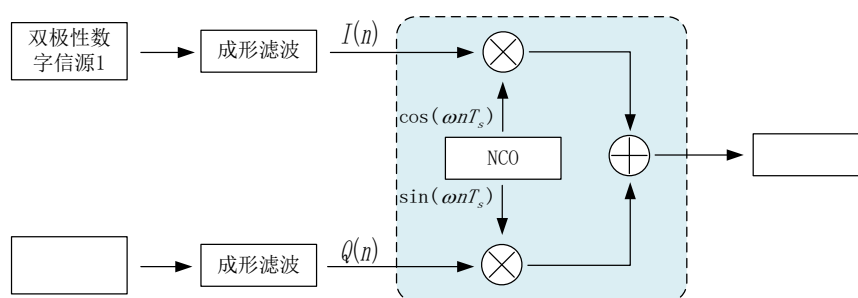 双极性数
字信源1
成形滤波
I(n)
cos(ωnTₛ)
NCO
sin(ωnTₛ)
成形滤波
Q(n)